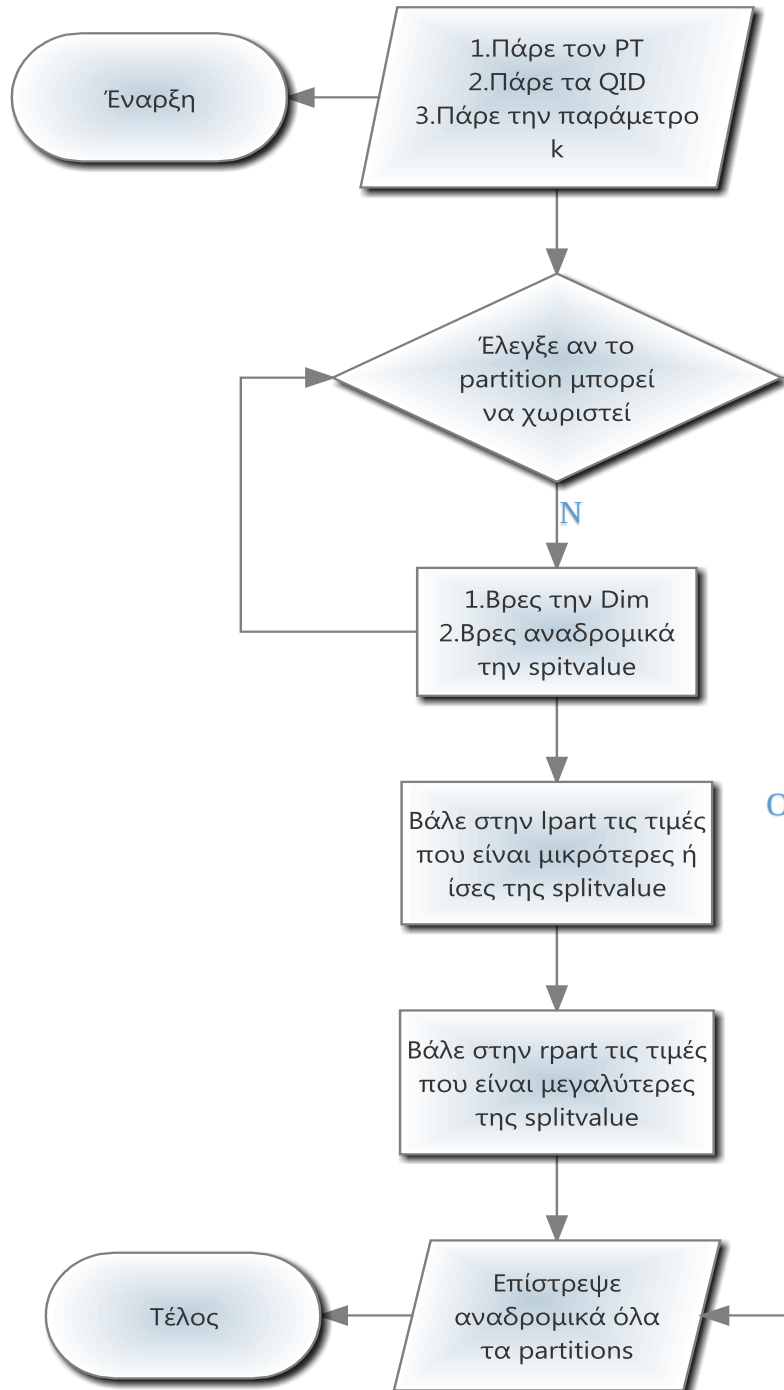 Έναρξη
1.Πάρε τον PT
2.Πάρε τα QID
3.Πάρε την παράμετρο
k
Έλεγξε αν το
partition μπορεί
να χωριστεί
N
1.Βρες την Dim
2.Βρες αναδρομικά
την spitvalue
Βάλε στην lpart τις τιμές
που είναι μικρότερες ή
ίσες της splitvalue
Ο
Βάλε στην rpart τις τιμές
που είναι μεγαλύτερες
της splitvalue
Επίστρεψε
αναδρομικά όλα
τα partitions
Τέλος